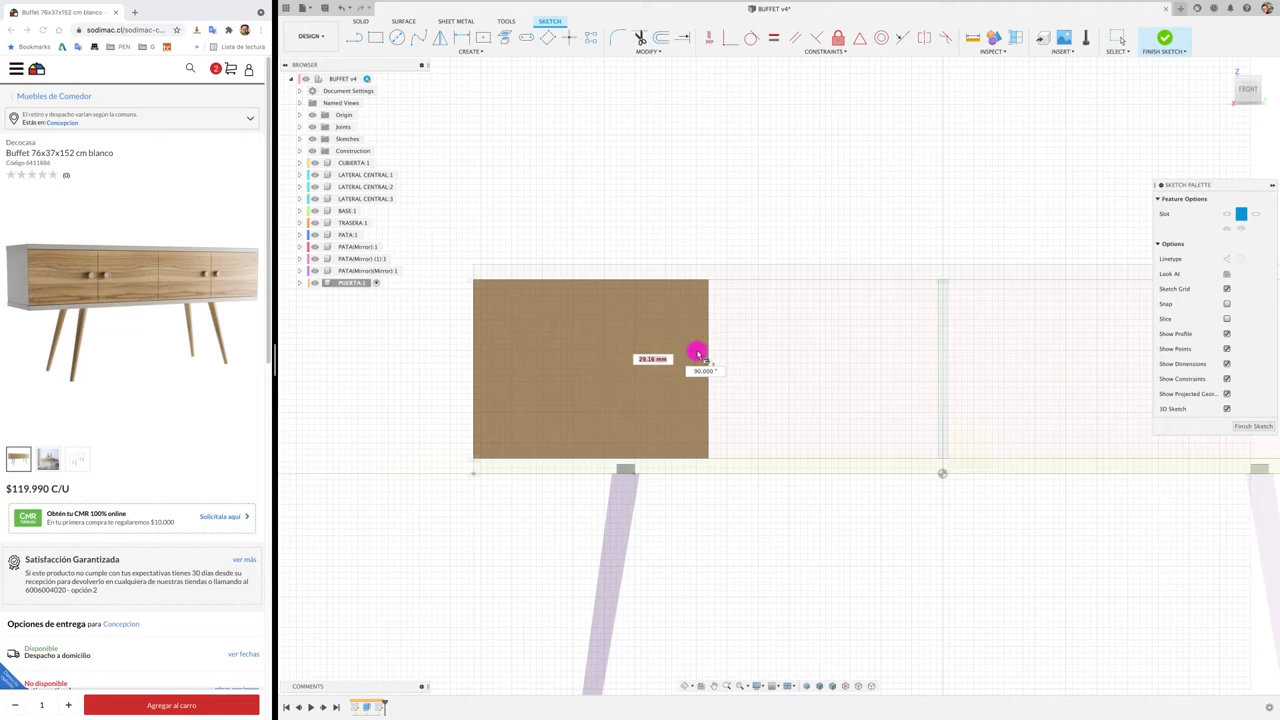 Buffet 76x37x152 cm blanco
sodimac.cl/sodimac-c...
Bookmarks
PEN
G
Lista de lectura
2
Muebles de Comedor
El retiro y despacho varían según la comuna.
Estás en: Concepcion
Decocasa
Buffet 76x37x152 cm blanco
Código 6411886
(0)
$119.990 C/U
CMR
Obtén tu CMR 100% online
En tu primera compra te regalaremos $10.000
Solicítala aquí
Satisfacción Garantizada
ver más
Si este producto no cumple con tus expectativas tienes 30 días desde su
recepción para devolverlo en cualquiera de nuestras tiendas o llamando al
6006004020 - opción 2
Opciones de entrega para Concepcion
Disponible
Despacho a domicilio
ver fechas
No disponible
1
Agregar al carro
BUFFET v4*
SOLID
SURFACE
SHEET METAL
TOOLS
SKETCH
DESIGN
CREATE
MODIFY
CONSTRAINTS
INSPECT
INSERT
SELECT
FINISH SKETCH
BROWSER
BUFFET v4
Document Settings
Named Views
Origin
Joints
Sketches
Construction
CUBIERTA:1
LATERAL CENTRAL:1
LATERAL CENTRAL:2
LATERAL CENTRAL:3
BASE:1
TRASERA:1
PATA:1
PATA(Mirror):1
PATA(Mirror) (1):1
PATA(Mirror)(Mirror):1
PUERTA:1
29.16 mm
90.000 °
Z
FRONT
X
SKETCH PALETTE
Feature Options
Slot
Options
Linetype
Look At
Sketch Grid
Snap
Slice
Show Profile
Show Points
Show Dimensions
Show Constraints
Show Projected Geor...
3D Sketch
Finish Sketch
COMMENTS